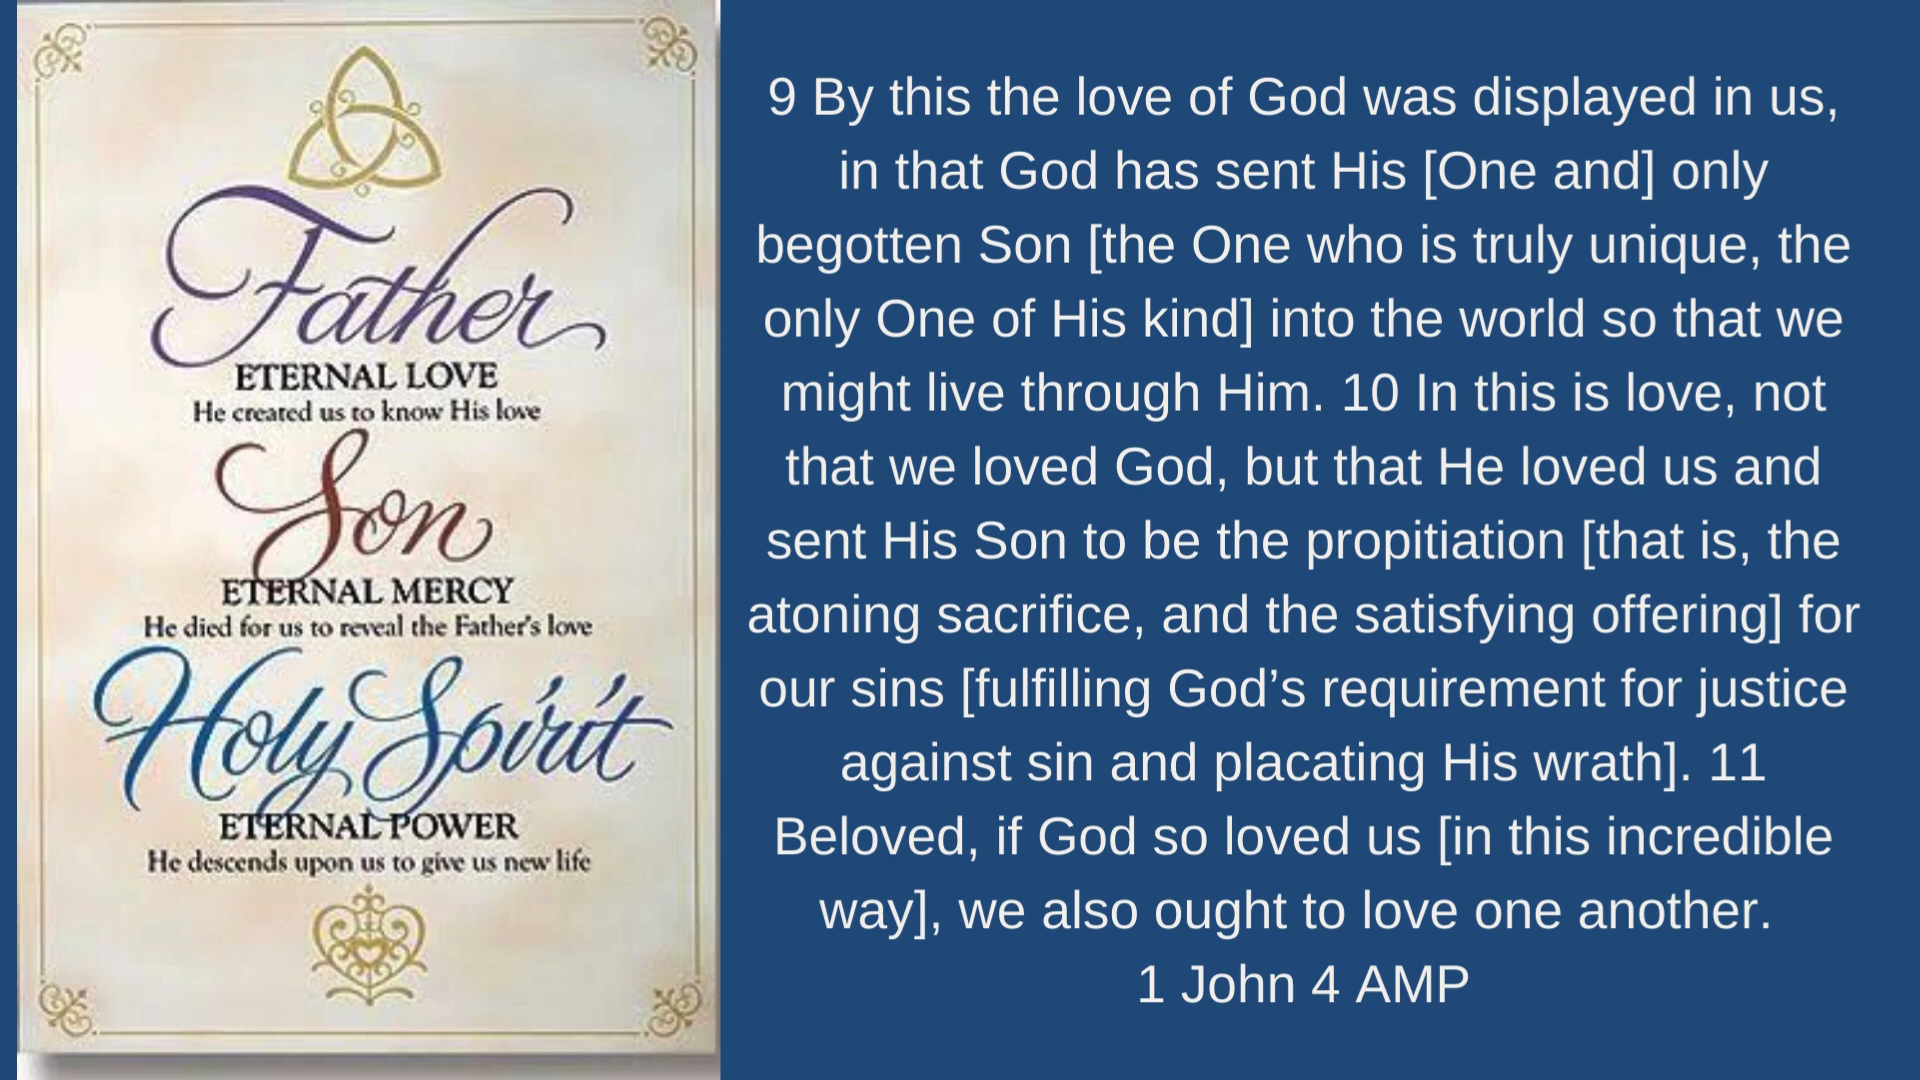 Father
ETERNAL LOVE
He created us to know His love
Son
ETERNAL MERCY
He died for us to reveal the Father's love
Holy Spirit
ETERNAL POWER
He descends upon us to give us new life
9 By this the love of God was displayed in us,
in that God has sent His [One and] only
begotten Son [the One who is truly unique, the
only One of His kind] into the world so that we
might live through Him. 10 In this is love, not
that we loved God, but that He loved us and
sent His Son to be the propitiation [that is, the
atoning sacrifice, and the satisfying offering] for
our sins [fulfilling God’s requirement for justice
against sin and placating His wrath]. 11
Beloved, if God so loved us [in this incredible
way], we also ought to love one another.
1 John 4 AMP